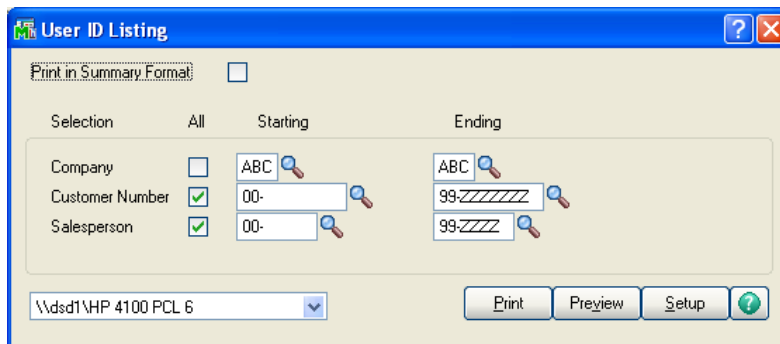 User ID Listing
Print in Summary Format
Selection All Starting Ending
Company ABC ABC
Customer Number 00- 99-ZZZZZZZ
Salesperson 00- 99-ZZZZ
\\dsd1\HP 4100 PCL 6 Print Preview Setup